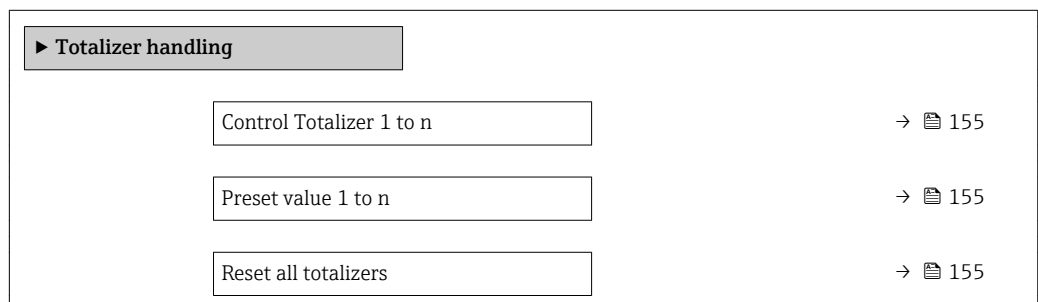 ▶ Totalizer handling
Control Totalizer 1 to n → 155
Preset value 1 to n → 155
Reset all totalizers → 155